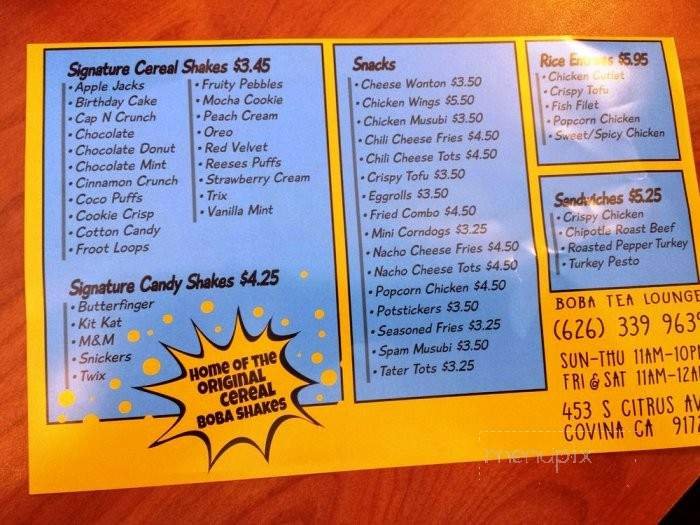 Signature Cereal Shakes $3.45
• Apple Jacks
• Birthday Cake
• Cap N Crunch
• Chocolate
• Chocolate Donut
• Chocolate Mint
• Cinnamon Crunch
• Coco Puffs
• Cookie Crisp
• Cotton Candy
• Froot Loops
• Fruity Pebbles
• Mocha Cookie
• Peach Cream
• Oreo
• Red Velvet
• Reeses Puffs
• Strawberry Cream
• Trix
• Vanilla Mint
Signature Candy Shakes $4.25
• Butterfinger
• Kit Kat
• M&M
• Snickers
• Twix
HOME OF THE
ORIGINAL
CEREAL
BOBA SHAKES
Snacks
• Cheese Wonton $3.50
• Chicken Wings $5.50
• Chicken Musubi $3.50
• Chili Cheese Fries $4.50
• Chili Cheese Tots $4.50
• Crispy Tofu $3.50
• Eggrolls $3.50
• Fried Combo $4.50
• Mini Corndogs $3.25
• Nacho Cheese Fries $4.50
• Nacho Cheese Tots $4.50
• Popcorn Chicken $4.50
• Potstickers $3.50
• Seasoned Fries $3.25
• Spam Musubi $3.50
• Tater Tots $3.25
Rice $5.95
• Chicken Cutlet
• Crispy Tofu
• Fish Filet
• Popcorn Chicken
• Sweet/Spicy Chicken
Sandwiches $5.25
• Crispy Chicken
• Chipotle Roast Beef
• Roasted Pepper Turkey
• Turkey Pesto
BOBA TEA LOUNGE
(626) 339 9639
SUN-THU 11AM-10P
FRI & SAT 11AM-12A
453 S CITRUS AV
COVINA CA 917
menupix